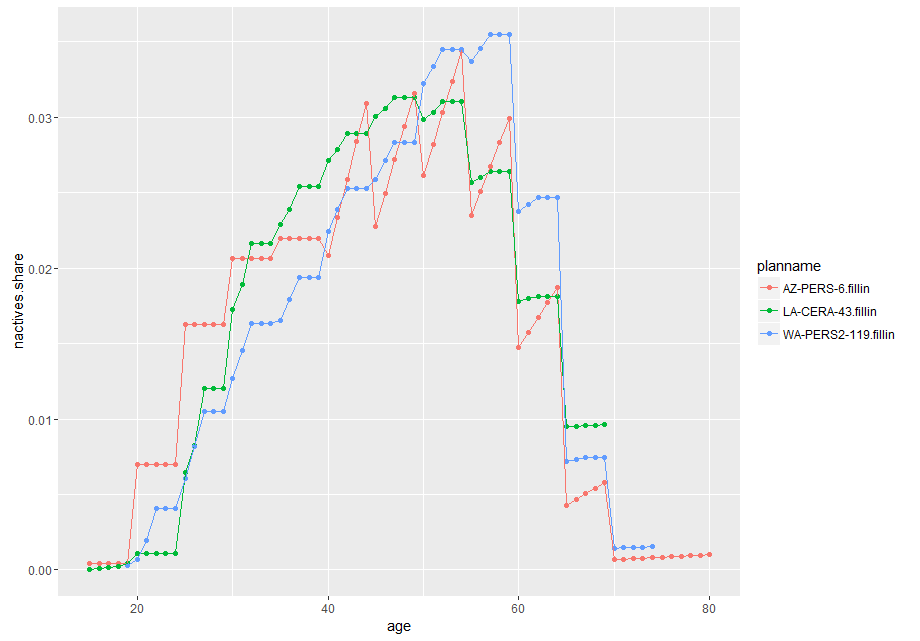 nactives.share
0.03
0.02
0.01
0.00
20
40
60
80
age
planname
AZ-PERS-6.fillin
LA-CERA-43.fillin
WA-PERS2-119.fillin